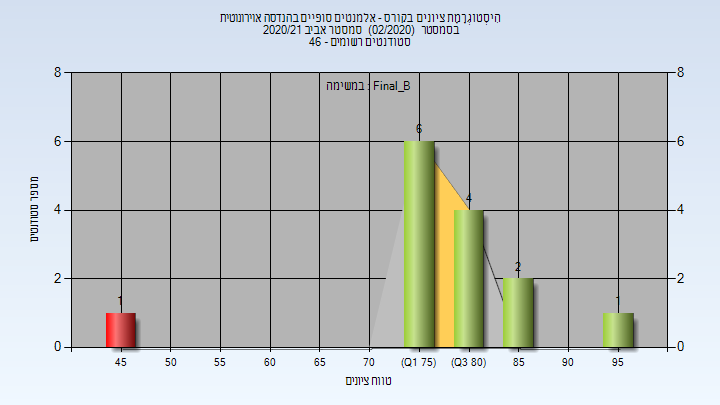 הִיסְטוֹגְרָמַת ציונים בקורס - אלמנטים סופיים בהנדסה אוירונוטית
בסמסטר (02/2020) סמסטר אביב 2020/21
סטודנטים רשומים - 46
במשימה : Final_B
8 8
6 6
4 4
2 2
0 0
1 6 4 2 1
45 50 55 60 65 70 (Q1 75) (Q3 80) 85 90 95
מספר סטודנטים
טווח ציונים